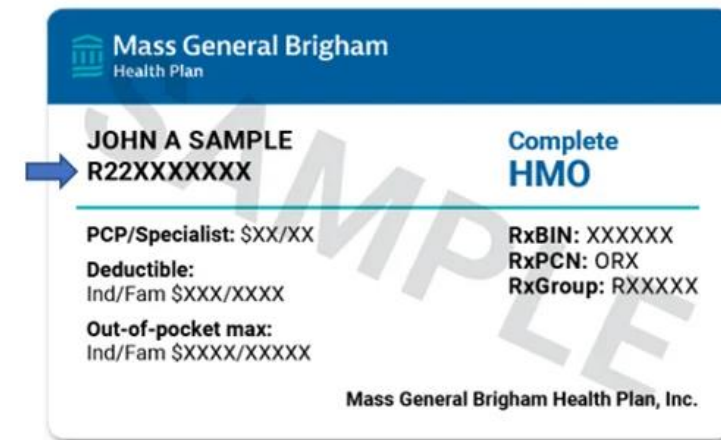 Mass General Brigham
Health Plan
JOHN A SAMPLE
R22XXXXXXX
Complete
HMO
PCP/Specialist: $XX/XX
Deductible:
Ind/Fam $XXX/XXXX
Out-of-pocket max:
Ind/Fam $XXXX/XXXXX
RxBIN: XXXXXX
RxPCN: ORX
RxGroup: RXXXXX
Mass General Brigham Health Plan, Inc.
SAMPLE